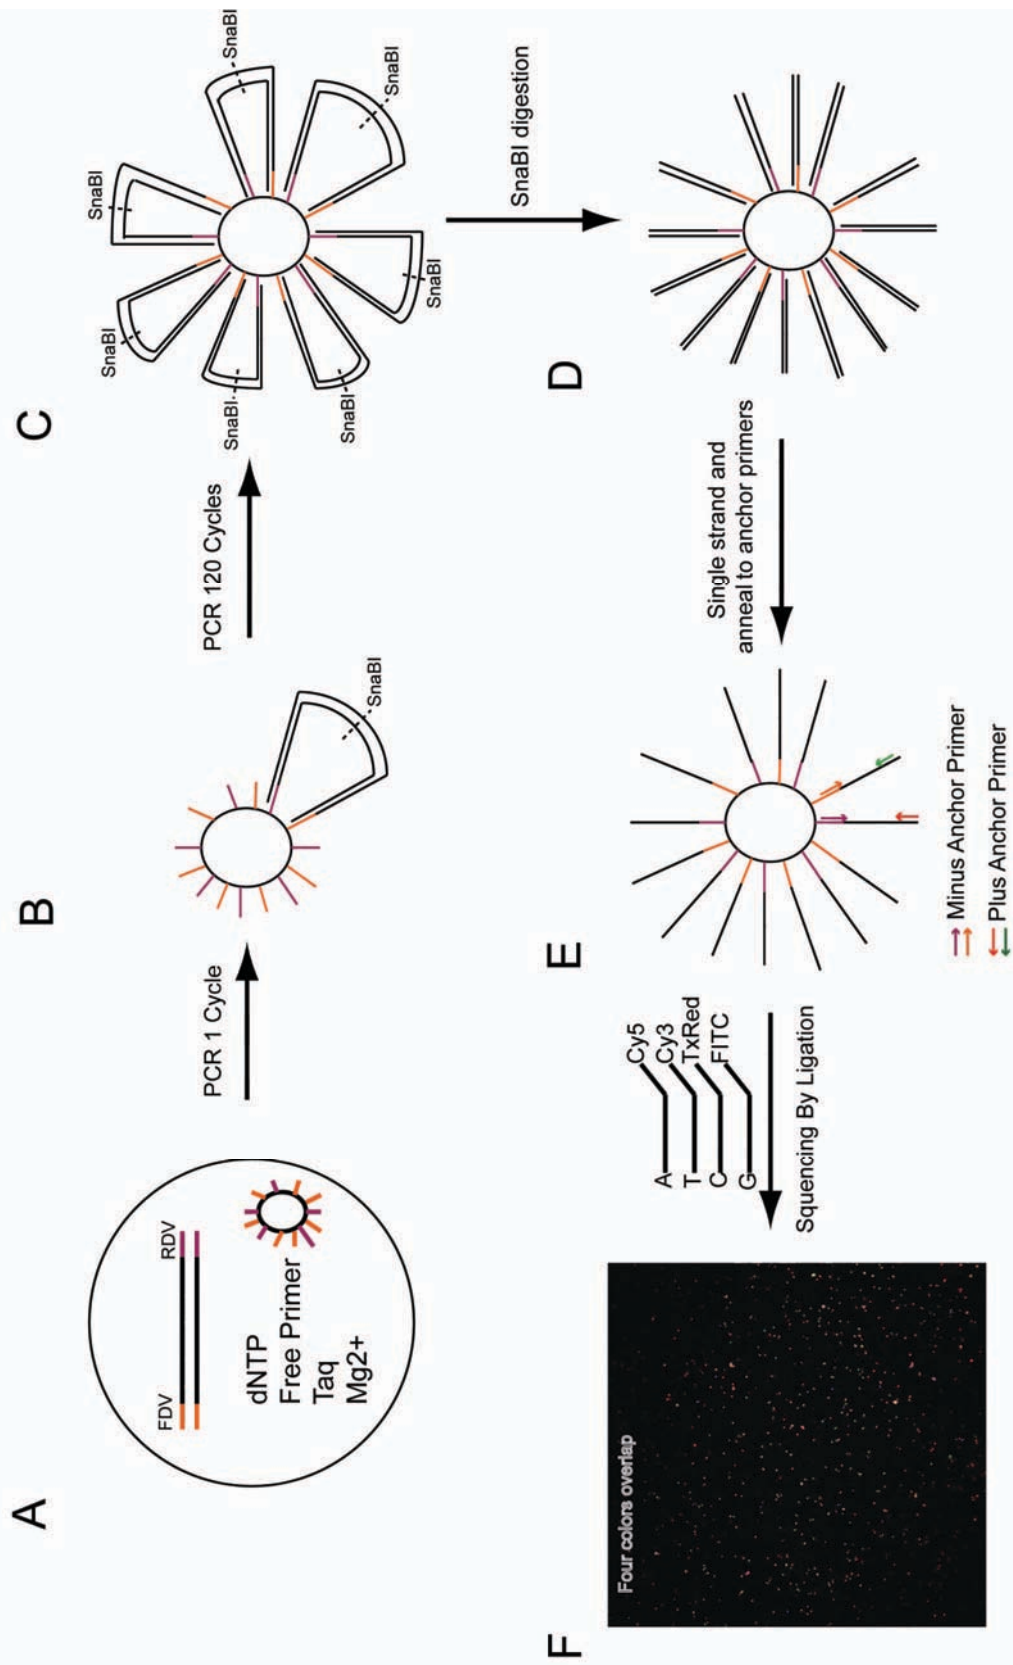 A
FDV
RDV
dNTP
Free Primer
Taq
Mg2+
PCR 1 Cycle
B
SnaBI
PCR 120 Cycles
C
SnaBI
SnaBI
SnaBI
SnaBI
SnaBI
SnaBI
SnaBI
SnaBI digestion
D
Single strand and
anneal to anchor primers
E
Minus Anchor Primer
Plus Anchor Primer
A
Cy5
T
Cy3
C
TxRed
G
FITC
Squencing By Ligation
F
Four colors overlap